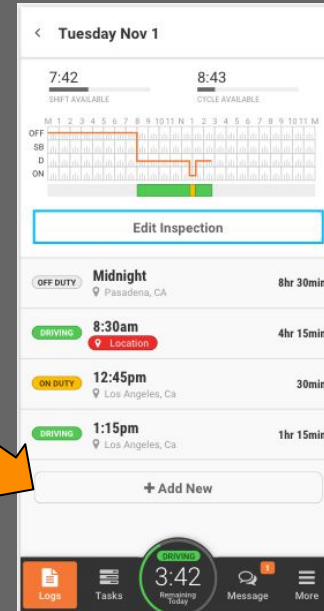 Tuesday Nov 1
7:42
8:43
SHIFT AVAILABLE
CYCLE AVAILABLE
M 1 2 3 4 5 6 7 8 9 10 11 N 1 2 3 4 5 6 7 8 9 10 11 M
OFF
SB
D
ON
Edit Inspection
OFF DUTY Midnight 8hr 30min
Pasadena, CA
DRIVING 8:30am 4hr 15min
Location
ON DUTY 12:45pm 30min
Los Angeles, Ca
DRIVING 1:15pm 1hr 15min
Los Angeles, Ca
+ Add New
DRIVING
3:42
Remaining
Today
1
Logs Tasks Message More